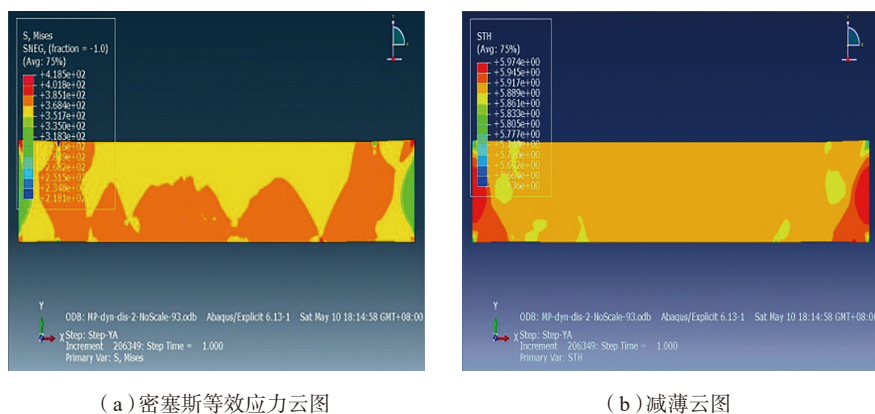 S, Mises
SNEG, (fraction = -1.0)
(Avg: 75%)
+4.185e+02
+4.018e+02
+3.851e+02
+3.684e+02
+3.517e+02
+3.350e+02
+3.183e+02
+2.181e+02
Y
X
ODB: MP-dyn-dis-2-NoScale-93.odb Abaqus/Explicit 6.13-1 Sat May 10 18:14:58 GMT+08:00
Step: Step-YA
Increment 206349: Step Time = 1.000
Primary Var: S, Mises
STH
(Avg: 75%)
+5.974e+00
+5.945e+00
+5.917e+00
+5.889e+00
+5.861e+00
+5.833e+00
+5.805e+00
+5.777e+00
Y
X
ODB: MP-dyn-dis-2-NoScale-93.odb Abaqus/Explicit 6.13-1 Sat May 10 18:14:58 GMT+08:00
Step: Step-YA
Increment 206349: Step Time = 1.000
Primary Var: STH
（a）密塞斯等效应力云图
（b）减薄云图